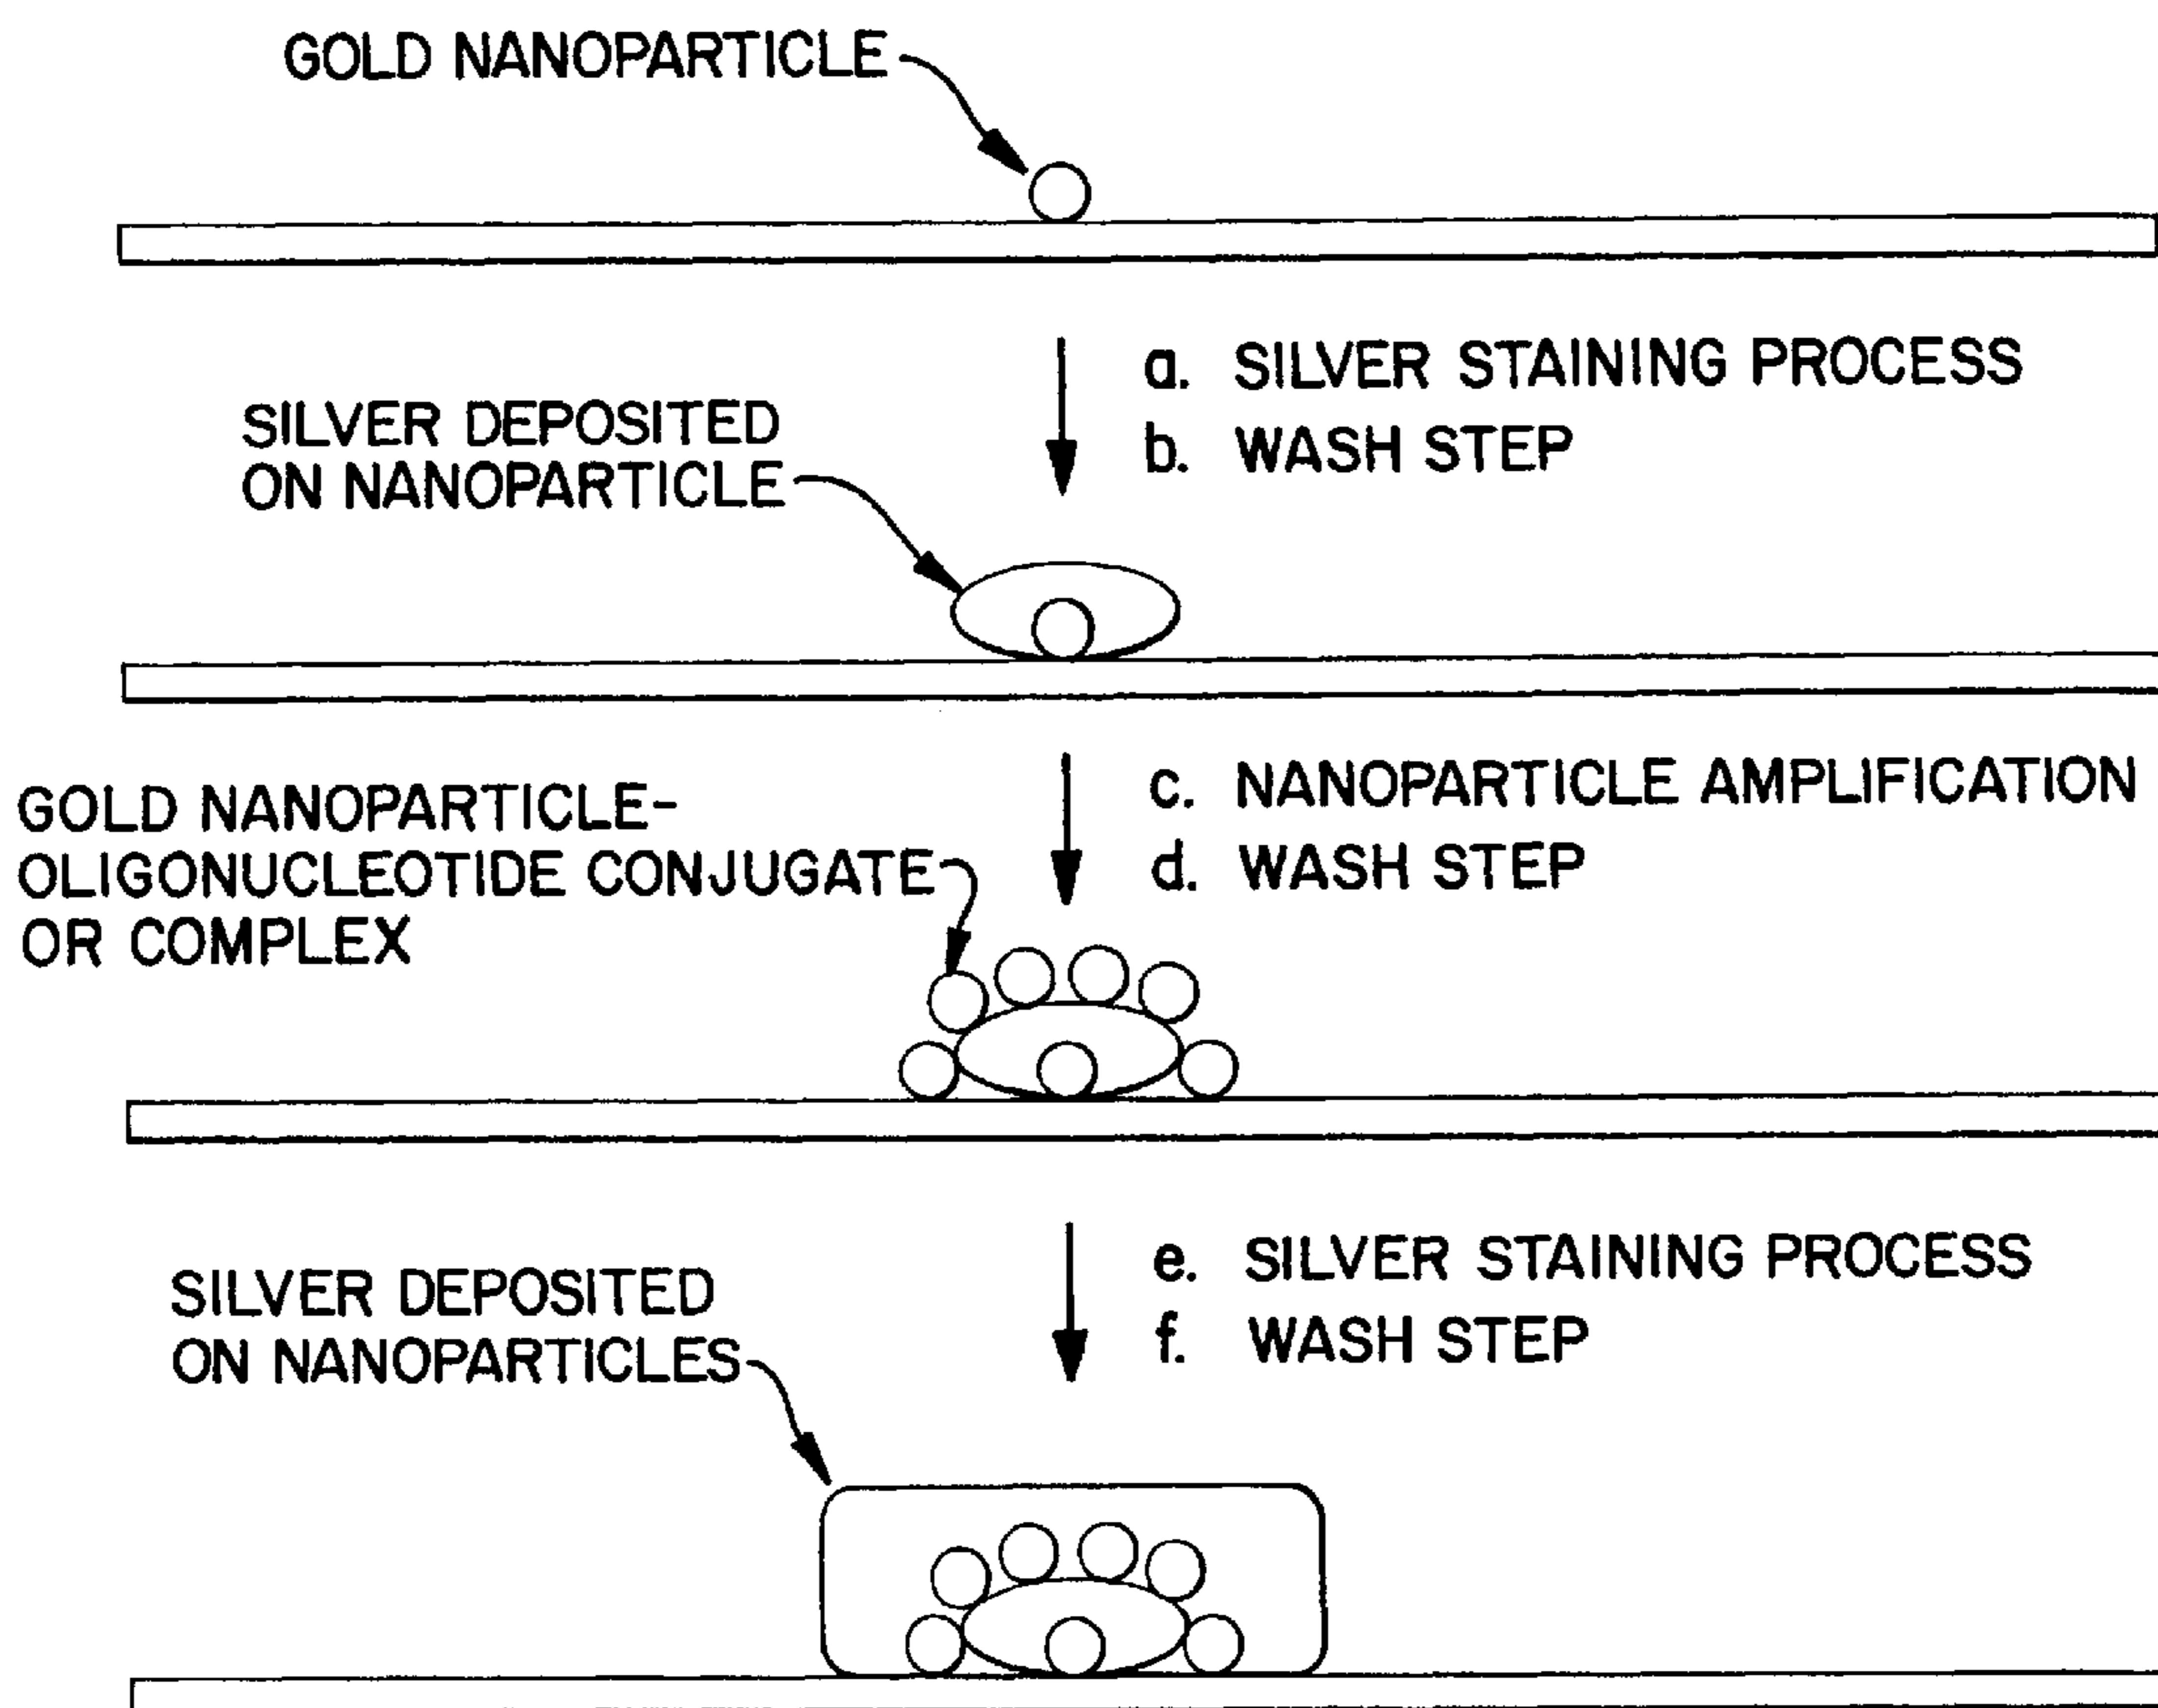 GOLD NANOPARTICLE
a. SILVER STAINING PROCESS
b. WASH STEP
SILVER DEPOSITED
ON NANOPARTICLE
c. NANOPARTICLE AMPLIFICATION
d. WASH STEP
GOLD NANOPARTICLE-
OLIGONUCLEOTIDE CONJUGATE
OR COMPLEX
e. SILVER STAINING PROCESS
f. WASH STEP
SILVER DEPOSITED
ON NANOPARTICLES